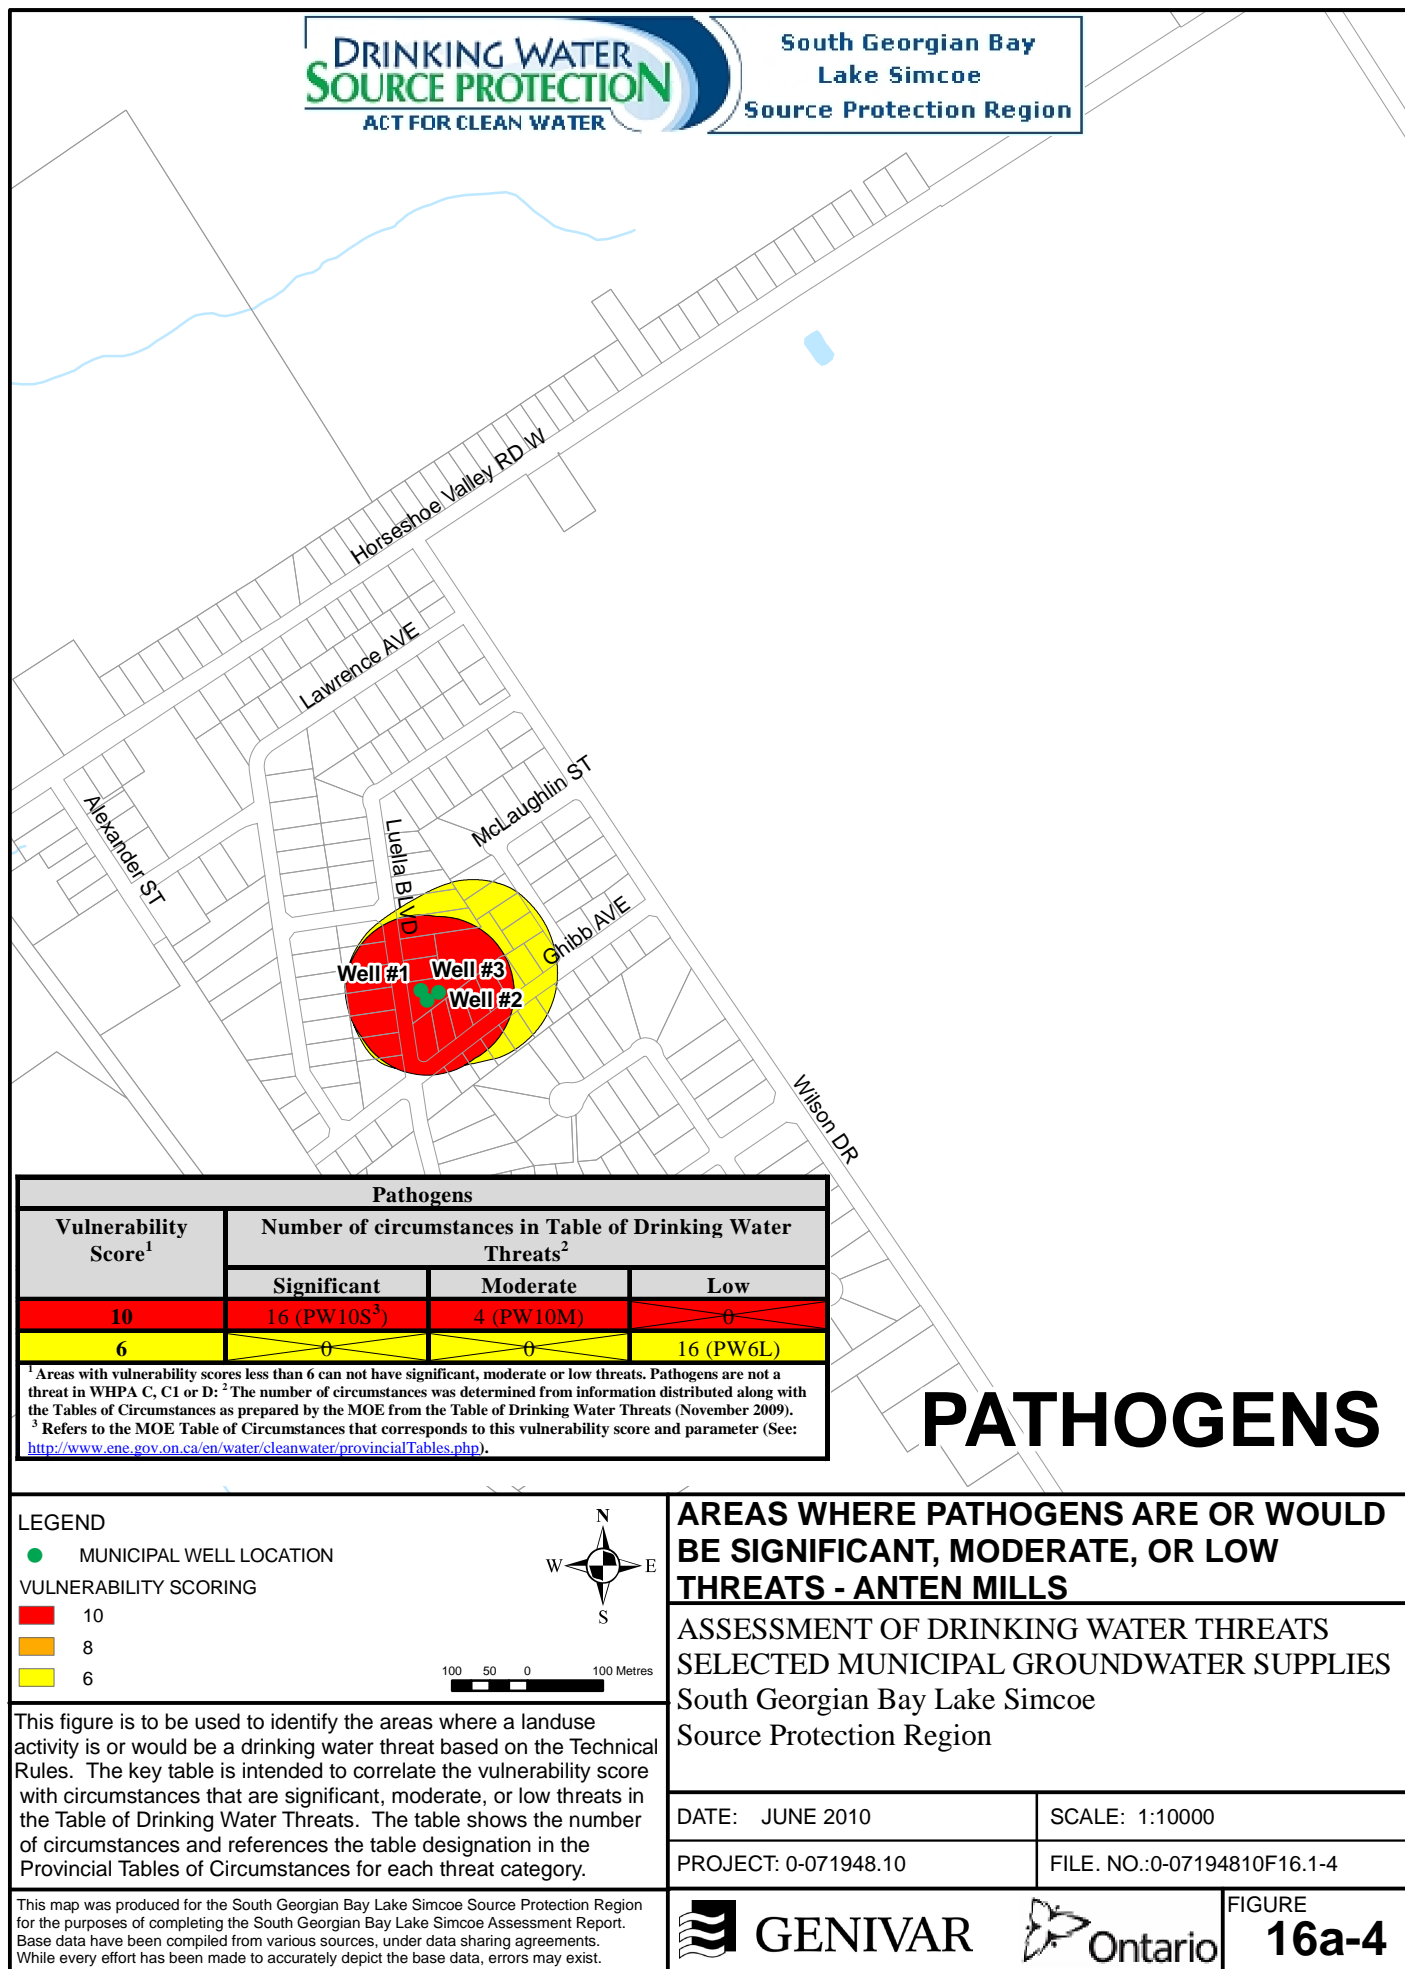 DRINKING WATER
SOURCE PROTECTION
ACT FOR CLEAN WATER
South Georgian Bay
Lake Simcoe
Source Protection Region
Horseshoe Valley RD W
Lawrence AVE
Alexander ST
McLaughlin ST
Luella BLVD
Ghibb AVE
Well #1
Well #3
Well #2
Wilson DR
Pathogens
Vulnerability Score¹
Number of circumstances in Table of Drinking Water Threats²
Significant Moderate Low
10 16 (PW10S³) 4 (PW10M) 0
6 0 0 16 (PW6L)
¹ Areas with vulnerability scores less than 6 can not have significant, moderate or low threats. Pathogens are not a
threat in WHPA C, C1 or D: ² The number of circumstances was determined from information distributed along with
the Tables of Circumstances as prepared by the MOE from the Table of Drinking Water Threats (November 2009).
³ Refers to the MOE Table of Circumstances that corresponds to this vulnerability score and parameter (See:
http://www.ene.gov.on.ca/en/water/cleanwater/provincialTables.php).
PATHOGENS
LEGEND
MUNICIPAL WELL LOCATION
VULNERABILITY SCORING
10
8
6
N
W E
S
100 50 0 100 Metres
This figure is to be used to identify the areas where a landuse
activity is or would be a drinking water threat based on the Technical
Rules. The key table is intended to correlate the vulnerability score
with circumstances that are significant, moderate, or low threats in
the Table of Drinking Water Threats. The table shows the number
of circumstances and references the table designation in the
Provincial Tables of Circumstances for each threat category.
This map was produced for the South Georgian Bay Lake Simcoe Source Protection Region
for the purposes of completing the South Georgian Bay Lake Simcoe Assessment Report.
Base data have been compiled from various sources, under data sharing agreements.
While every effort has been made to accurately depict the base data, errors may exist.
AREAS WHERE PATHOGENS ARE OR WOULD
BE SIGNIFICANT, MODERATE, OR LOW
THREATS - ANTEN MILLS
ASSESSMENT OF DRINKING WATER THREATS
SELECTED MUNICIPAL GROUNDWATER SUPPLIES
South Georgian Bay Lake Simcoe
Source Protection Region
DATE: JUNE 2010
SCALE: 1:10000
PROJECT: 0-071948.10
FILE. NO.:0-07194810F16.1-4
GENIVAR
Ontario
FIGURE
16a-4